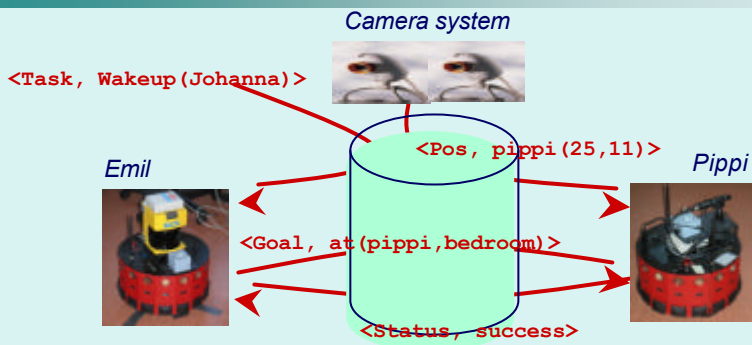 Camera system
<Task, Wakeup(Johanna)>
<Pos, pippi(25,11)>
Emil
Pippi
<Goal, at(pippi,bedroom)>
<Status, success>